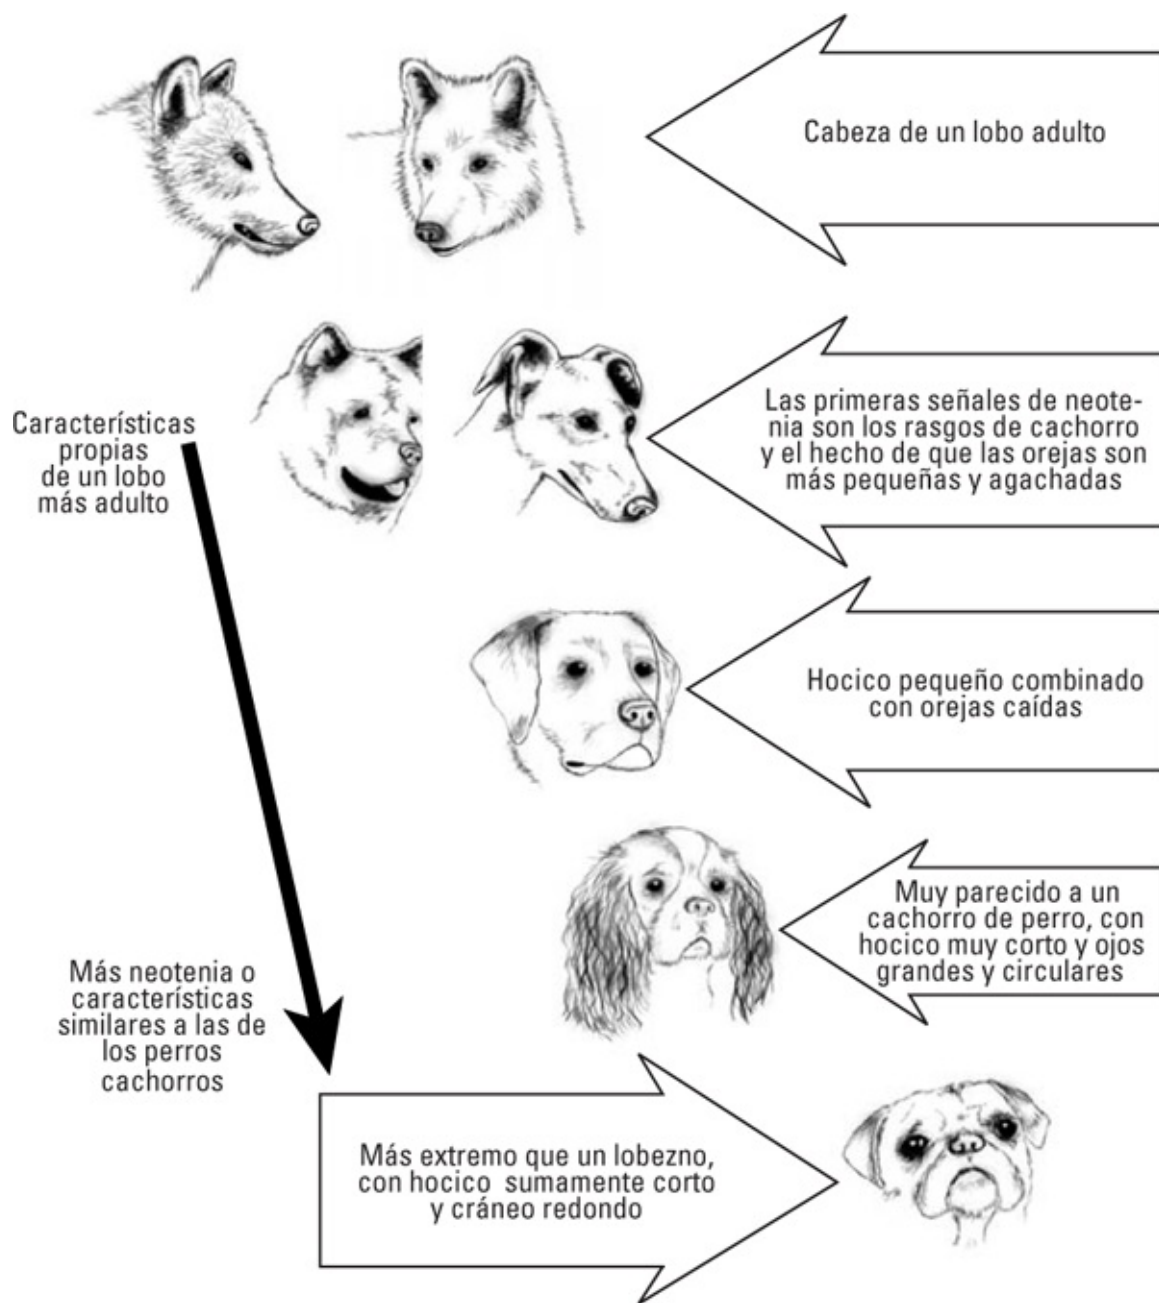 Cabeza de un lobo adulto
Las primeras señales de neote-
nia son los rasgos de cachorro
y el hecho de que las orejas son
más pequeñas y agachadas
Características
propias
de un lobo
más adulto
Hocico pequeño combinado
con orejas caídas
Muy parecido a un
cachorro de perro, con
hocico muy corto y ojos
grandes y circulares
Más neotenia o
características
similares a las de
los perros
cachorros
Más extremo que un lobezno,
con hocico sumamente corto
y cráneo redondo